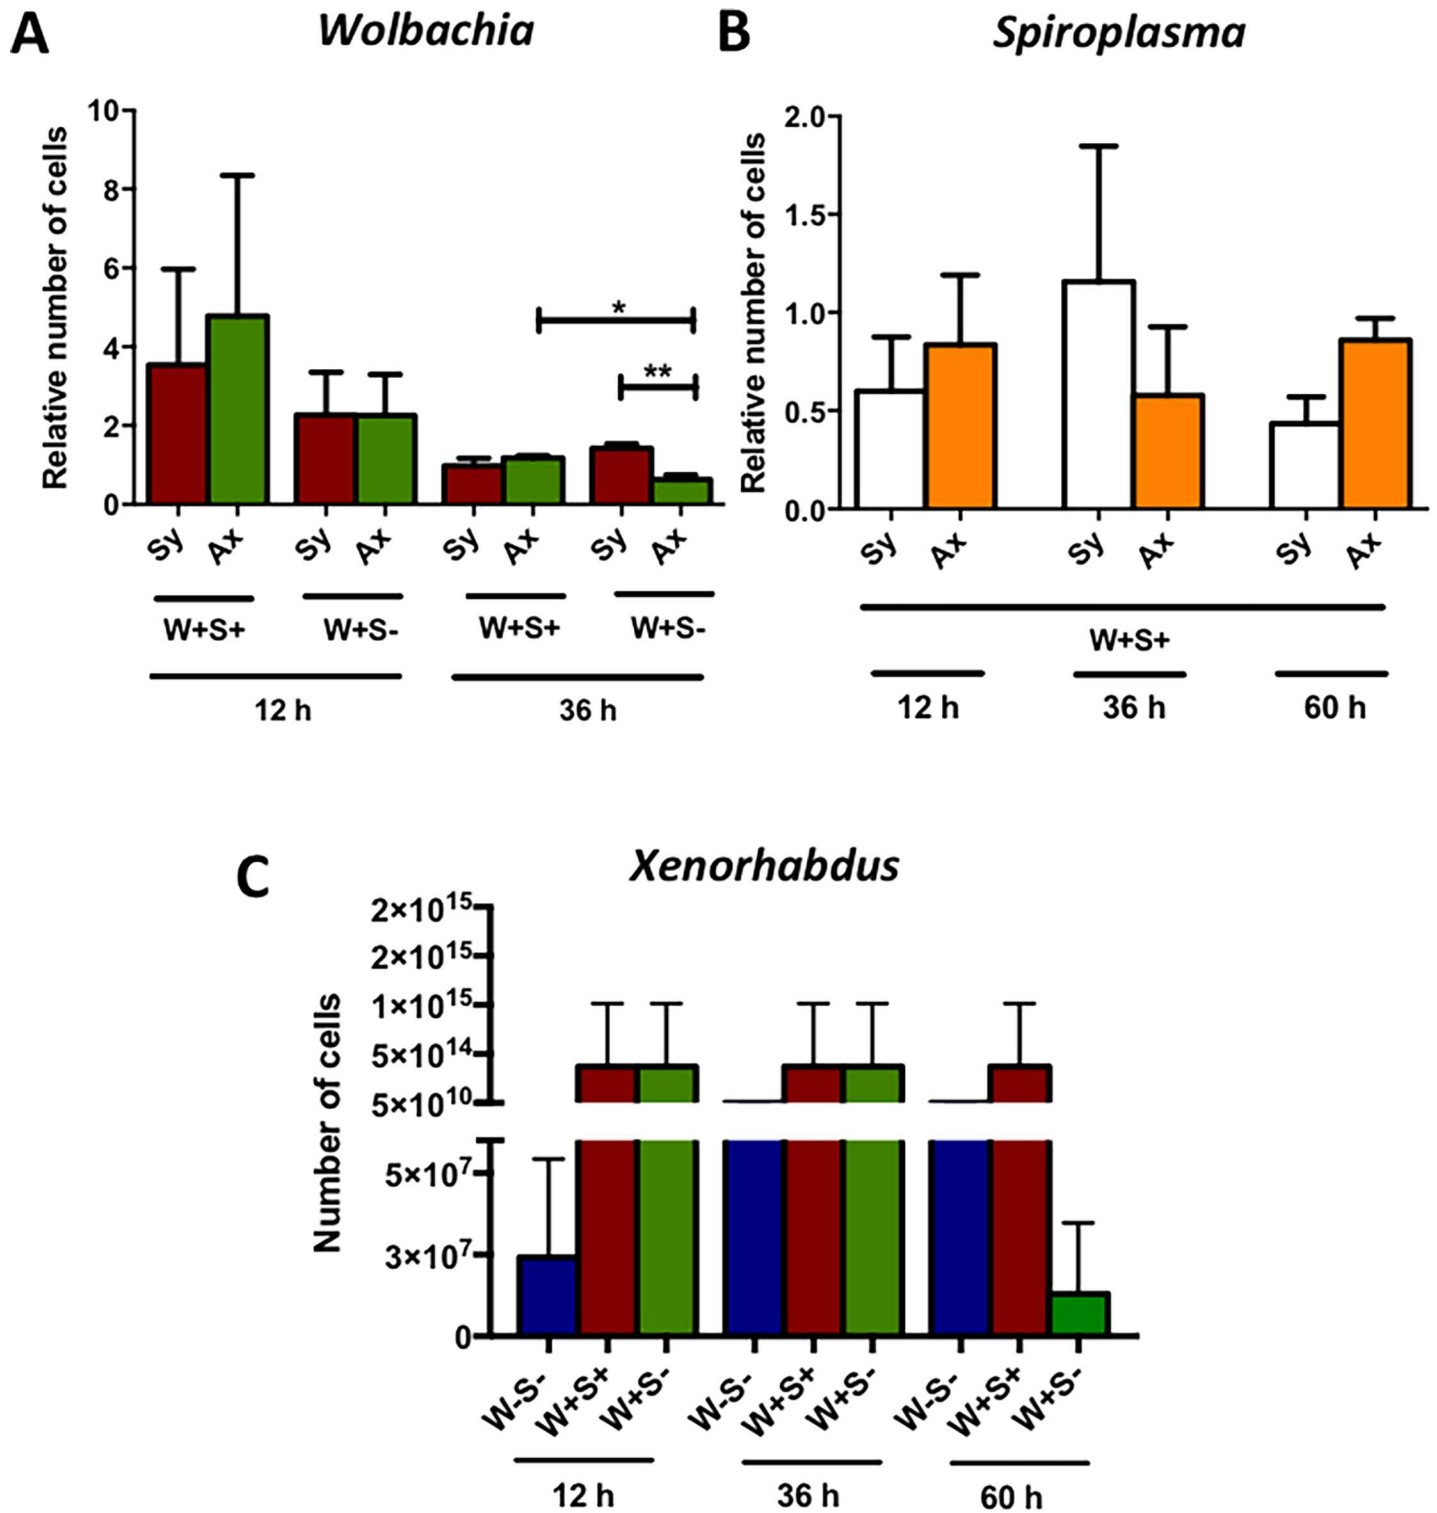 A
Wolbachia
Relative number of cells
10
8
6
4
2
0
*
**
Sy Ax Sy Ax Sy Ax Sy Ax
W+S+ W+S- W+S+ W+S-
12 h 36 h
B
Spiroplasma
Relative number of cells
2.0
1.5
1.0
0.5
0.0
Sy Ax Sy Ax Sy Ax
W+S+
12 h 36 h 60 h
C
Xenorhabdus
Number of cells
2×10¹⁵
2×10¹⁵
1×10¹⁵
5×10¹⁴
5×10¹⁰
5×10⁷
3×10⁷
0
W-S- W+S+ W+S- W-S- W+S+ W+S- W-S- W+S+ W+S-
12 h 36 h 60 h